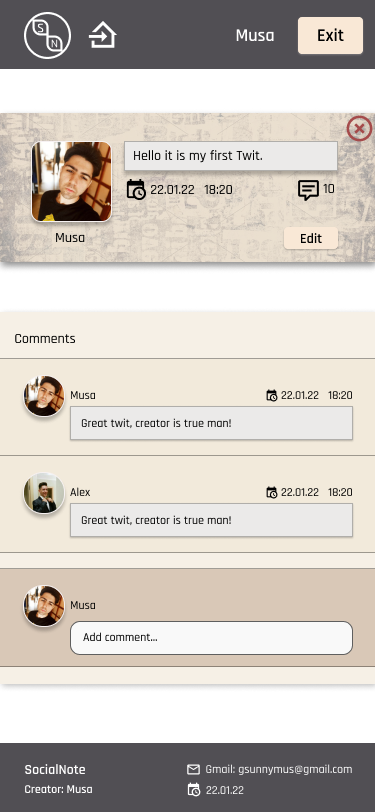 SN
Musa
Exit
Hello it is my first Twit.
22.01.22 18:20
10
Musa
Edit
Comments
Musa
22.01.22 18:20
Great twit, creator is true man!
Alex
22.01.22 18:20
Great twit, creator is true man!
Musa
Add comment...
SocialNote
Gmail: gsunnymus@gmail.com
Creator: Musa
22.01.22